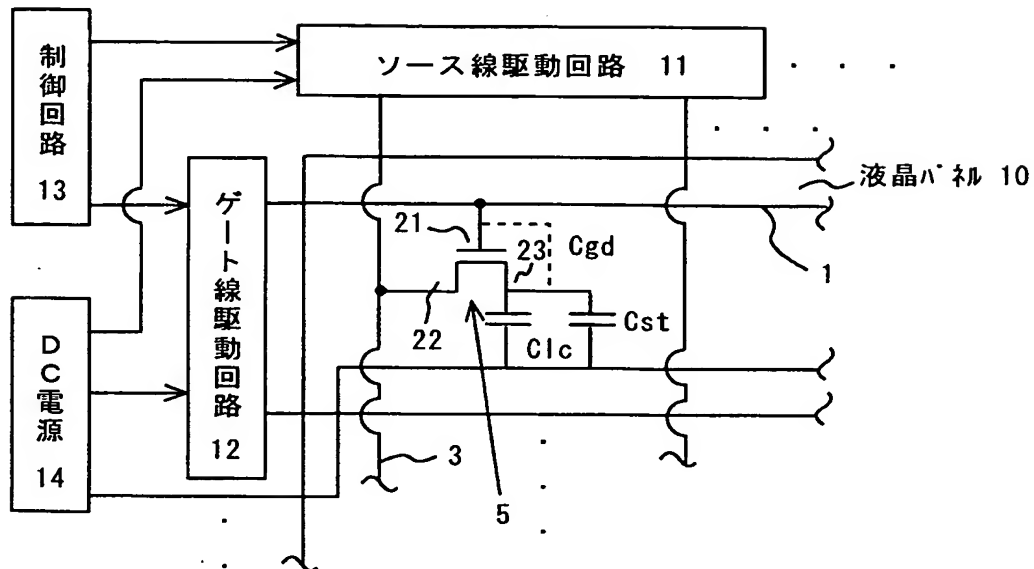 制御回路 13
ソース線駆動回路 11
液晶パネル 10
ゲート線駆動回路 12
21
Cgd
23
1
22
Clc
Cst
DC電源 14
3
5